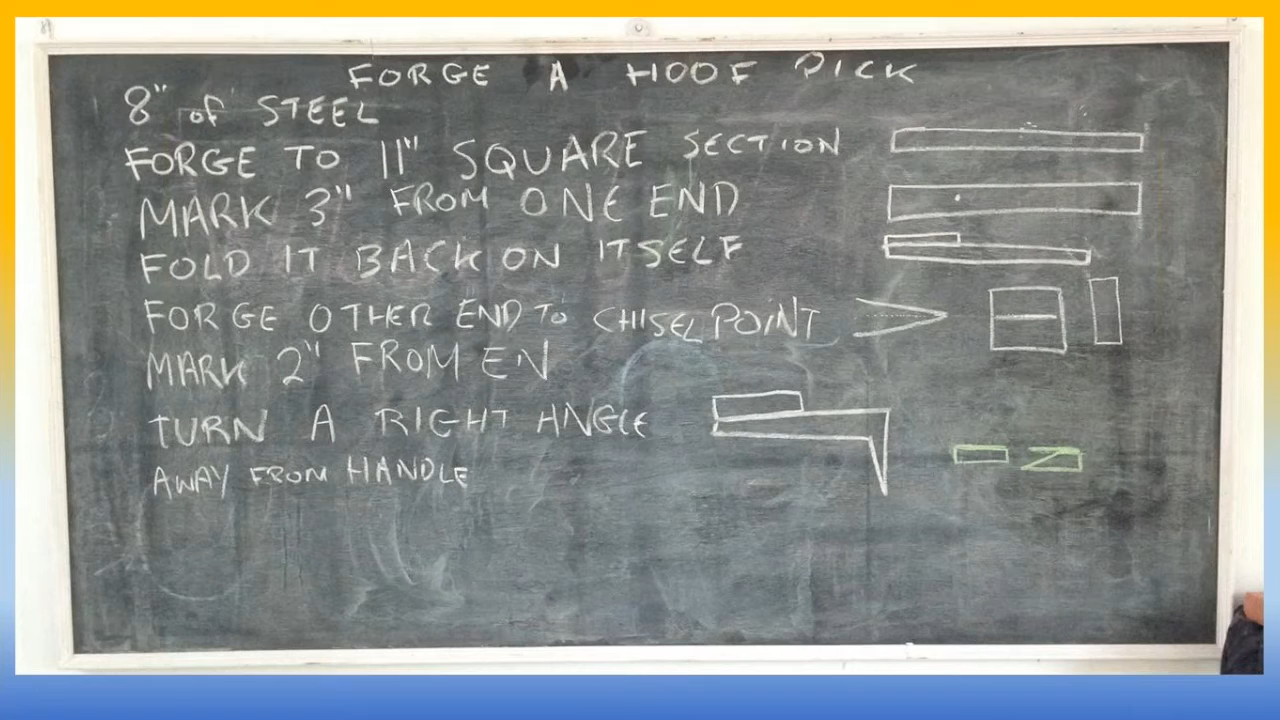 FORGE A HOOF PICK
8" of STEEL
FORGE TO 11" SQUARE SECTION
MARK 3" FROM ONE END
FOLD IT BACK ON ITSELF
FORGE OTHER END TO CHISEL POINT
MARK 2" FROM EN
TURN A RIGHT ANGLE
AWAY FROM HANDLE